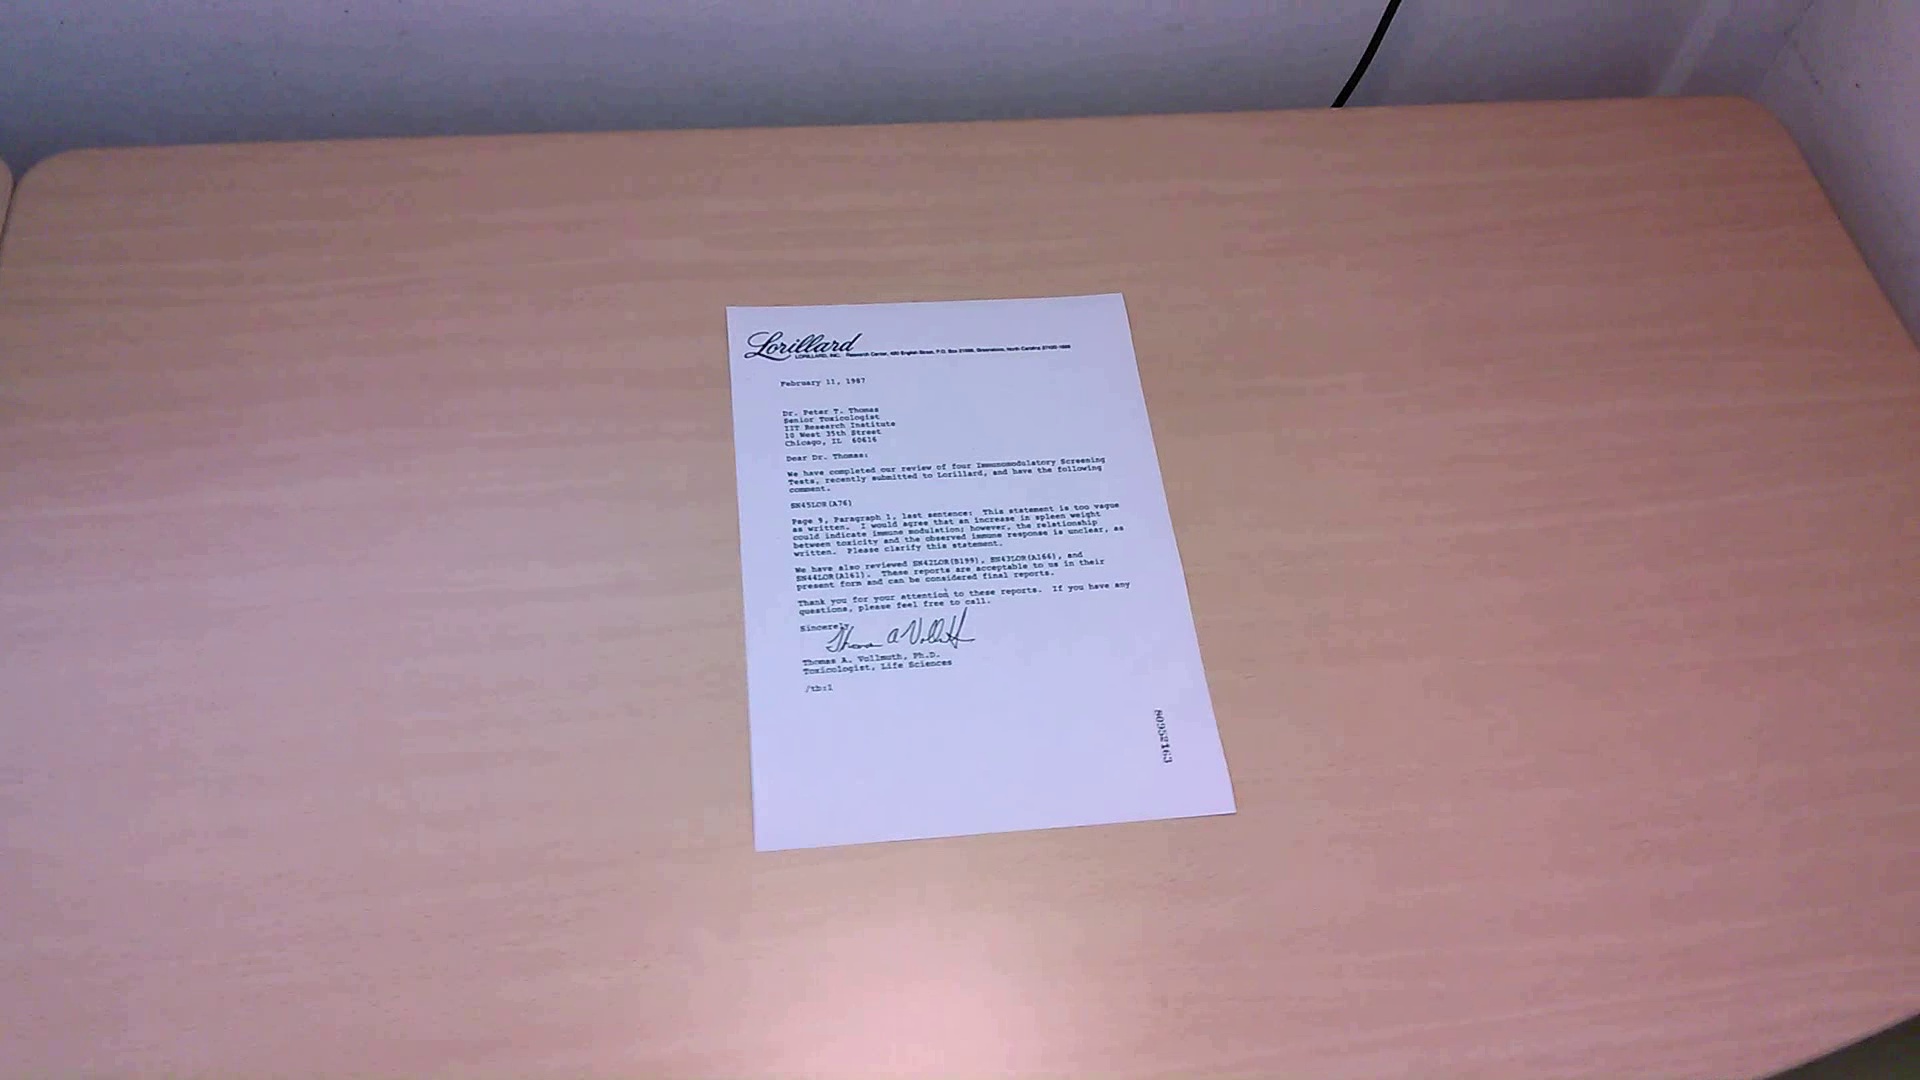 Lorillard
LORILLARD, INC. Research Center, 420 English Street, P.O. Box 21688, Greensboro, North Carolina 27420-1688
February 11, 1987
Dr. Peter T. Thomas
Senior Toxicologist
IIT Research Institute
10 West 35th Street
Chicago, IL 60616
Dear Dr. Thomas:
We have completed our review of four Immunomodulatory Screening
Tests, recently submitted to Lorillard, and have the following
comment.
SN45LOR(A76)
Page 9, Paragraph 1, last sentence: This statement is too vague
as written. I would agree that an increase in spleen weight
could indicate immune modulation; however, the relationship
between toxicity and the observed immune response is unclear, as
written. Please clarify this statement.
We have also reviewed SN42LOR(B199), SN43LOR(A166), and
SN44LOR(A161). These reports are acceptable to us in their
present form and can be considered final reports.
Thank you for your attention to these reports. If you have any
questions, please feel free to call.
Sincerely,
Thomas A Vollmuth
Thomas A. Vollmuth, Ph.D.
Toxicologist, Life Sciences
/tb:1
80952163